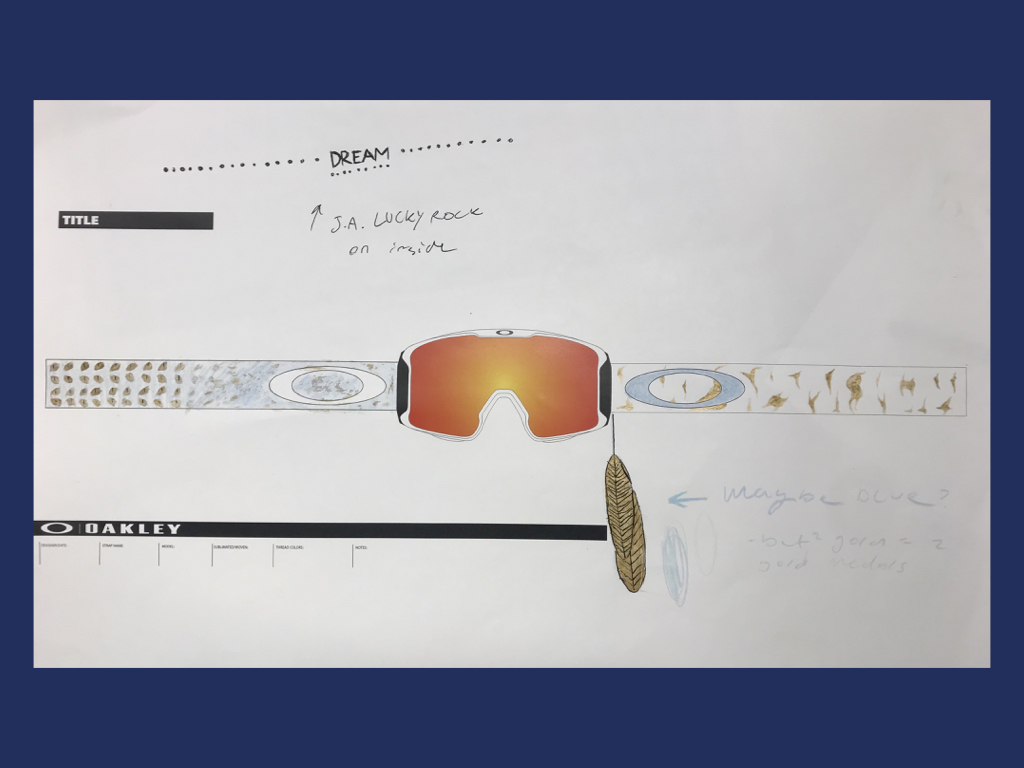 DREAM
TITLE
↑ J.A. LUCKY ROCK
on inside
← Maybe Blue?
OAKLEY
- but 2 gold = 2
gold medals
STRAP NAME:
MODEL:
SUBLIMATED/WOVEN:
THREAD COLORS:
NOTES: